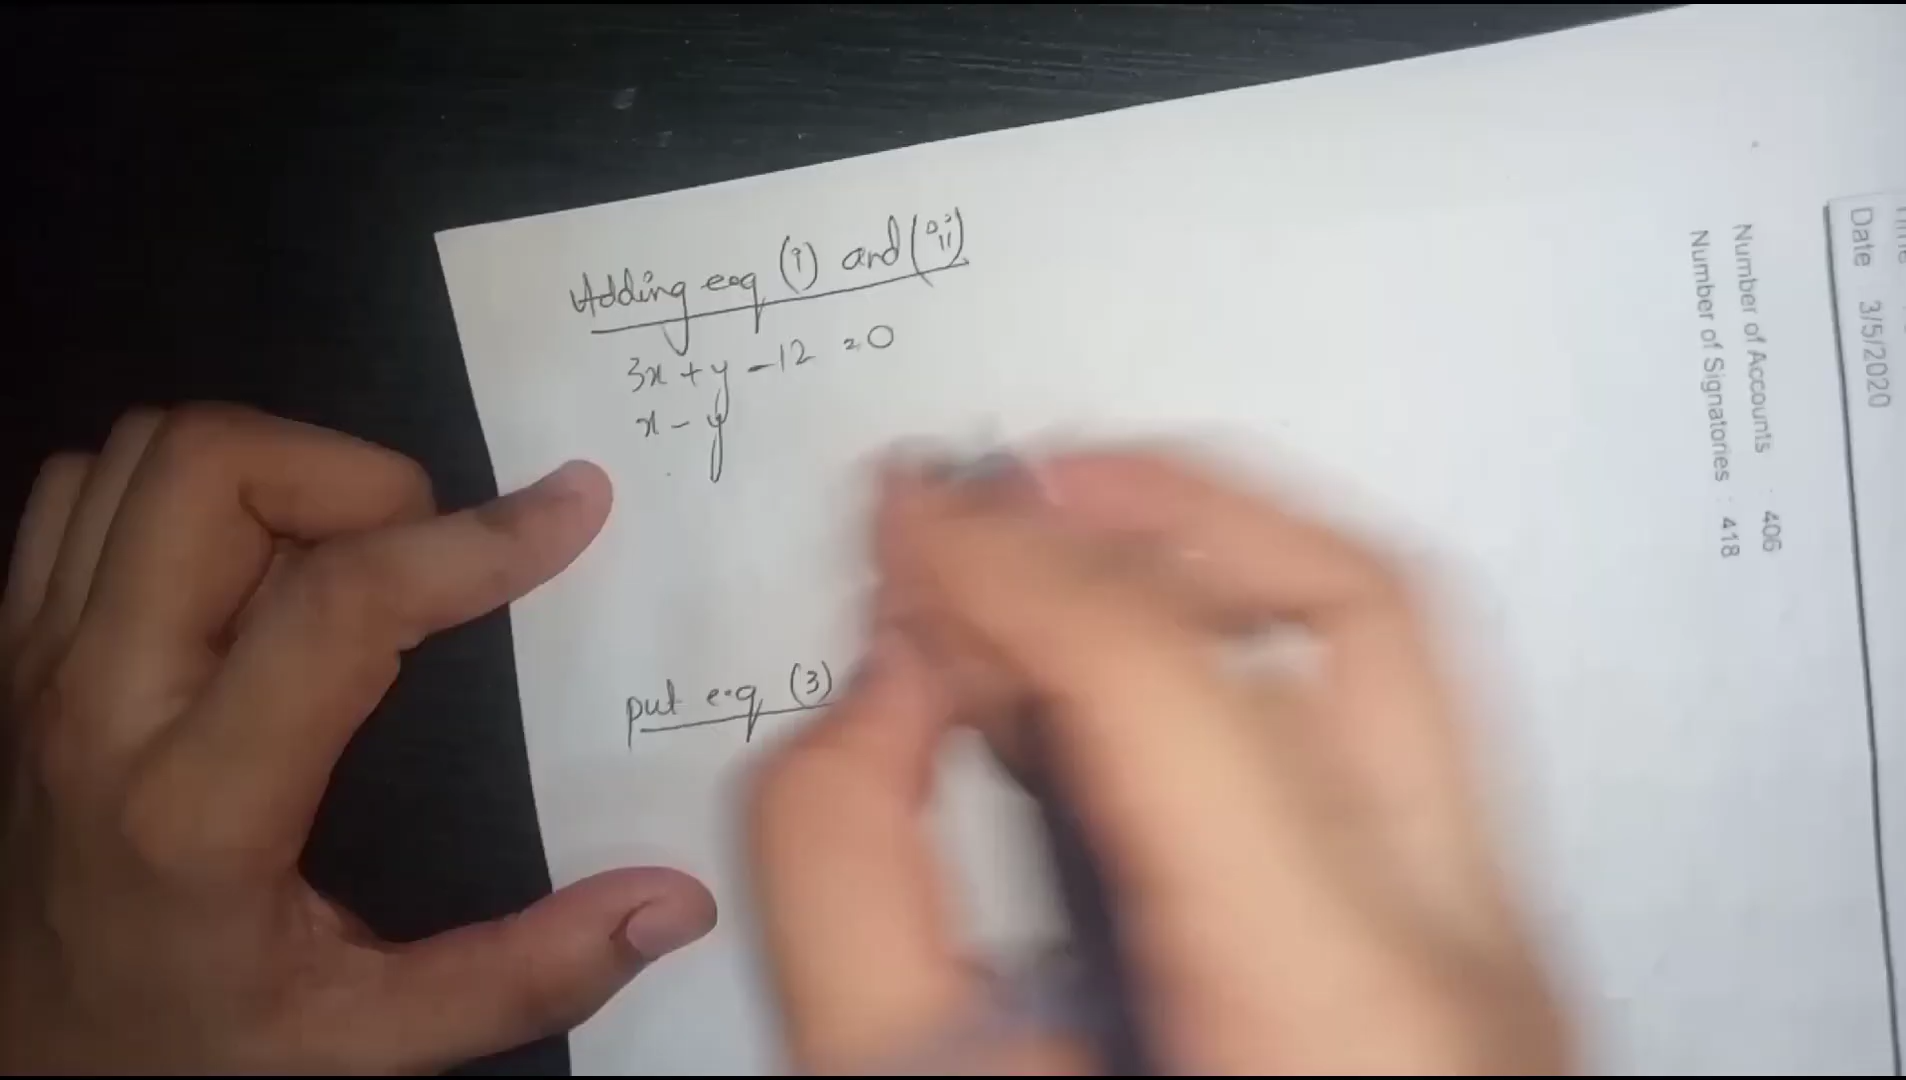 Adding eq (i) and (ii)
3x + y - 12 = 0
x - y
put e.q (3)
Number of Signatories : 418
Number of Accounts : 406
Date 3/5/2020